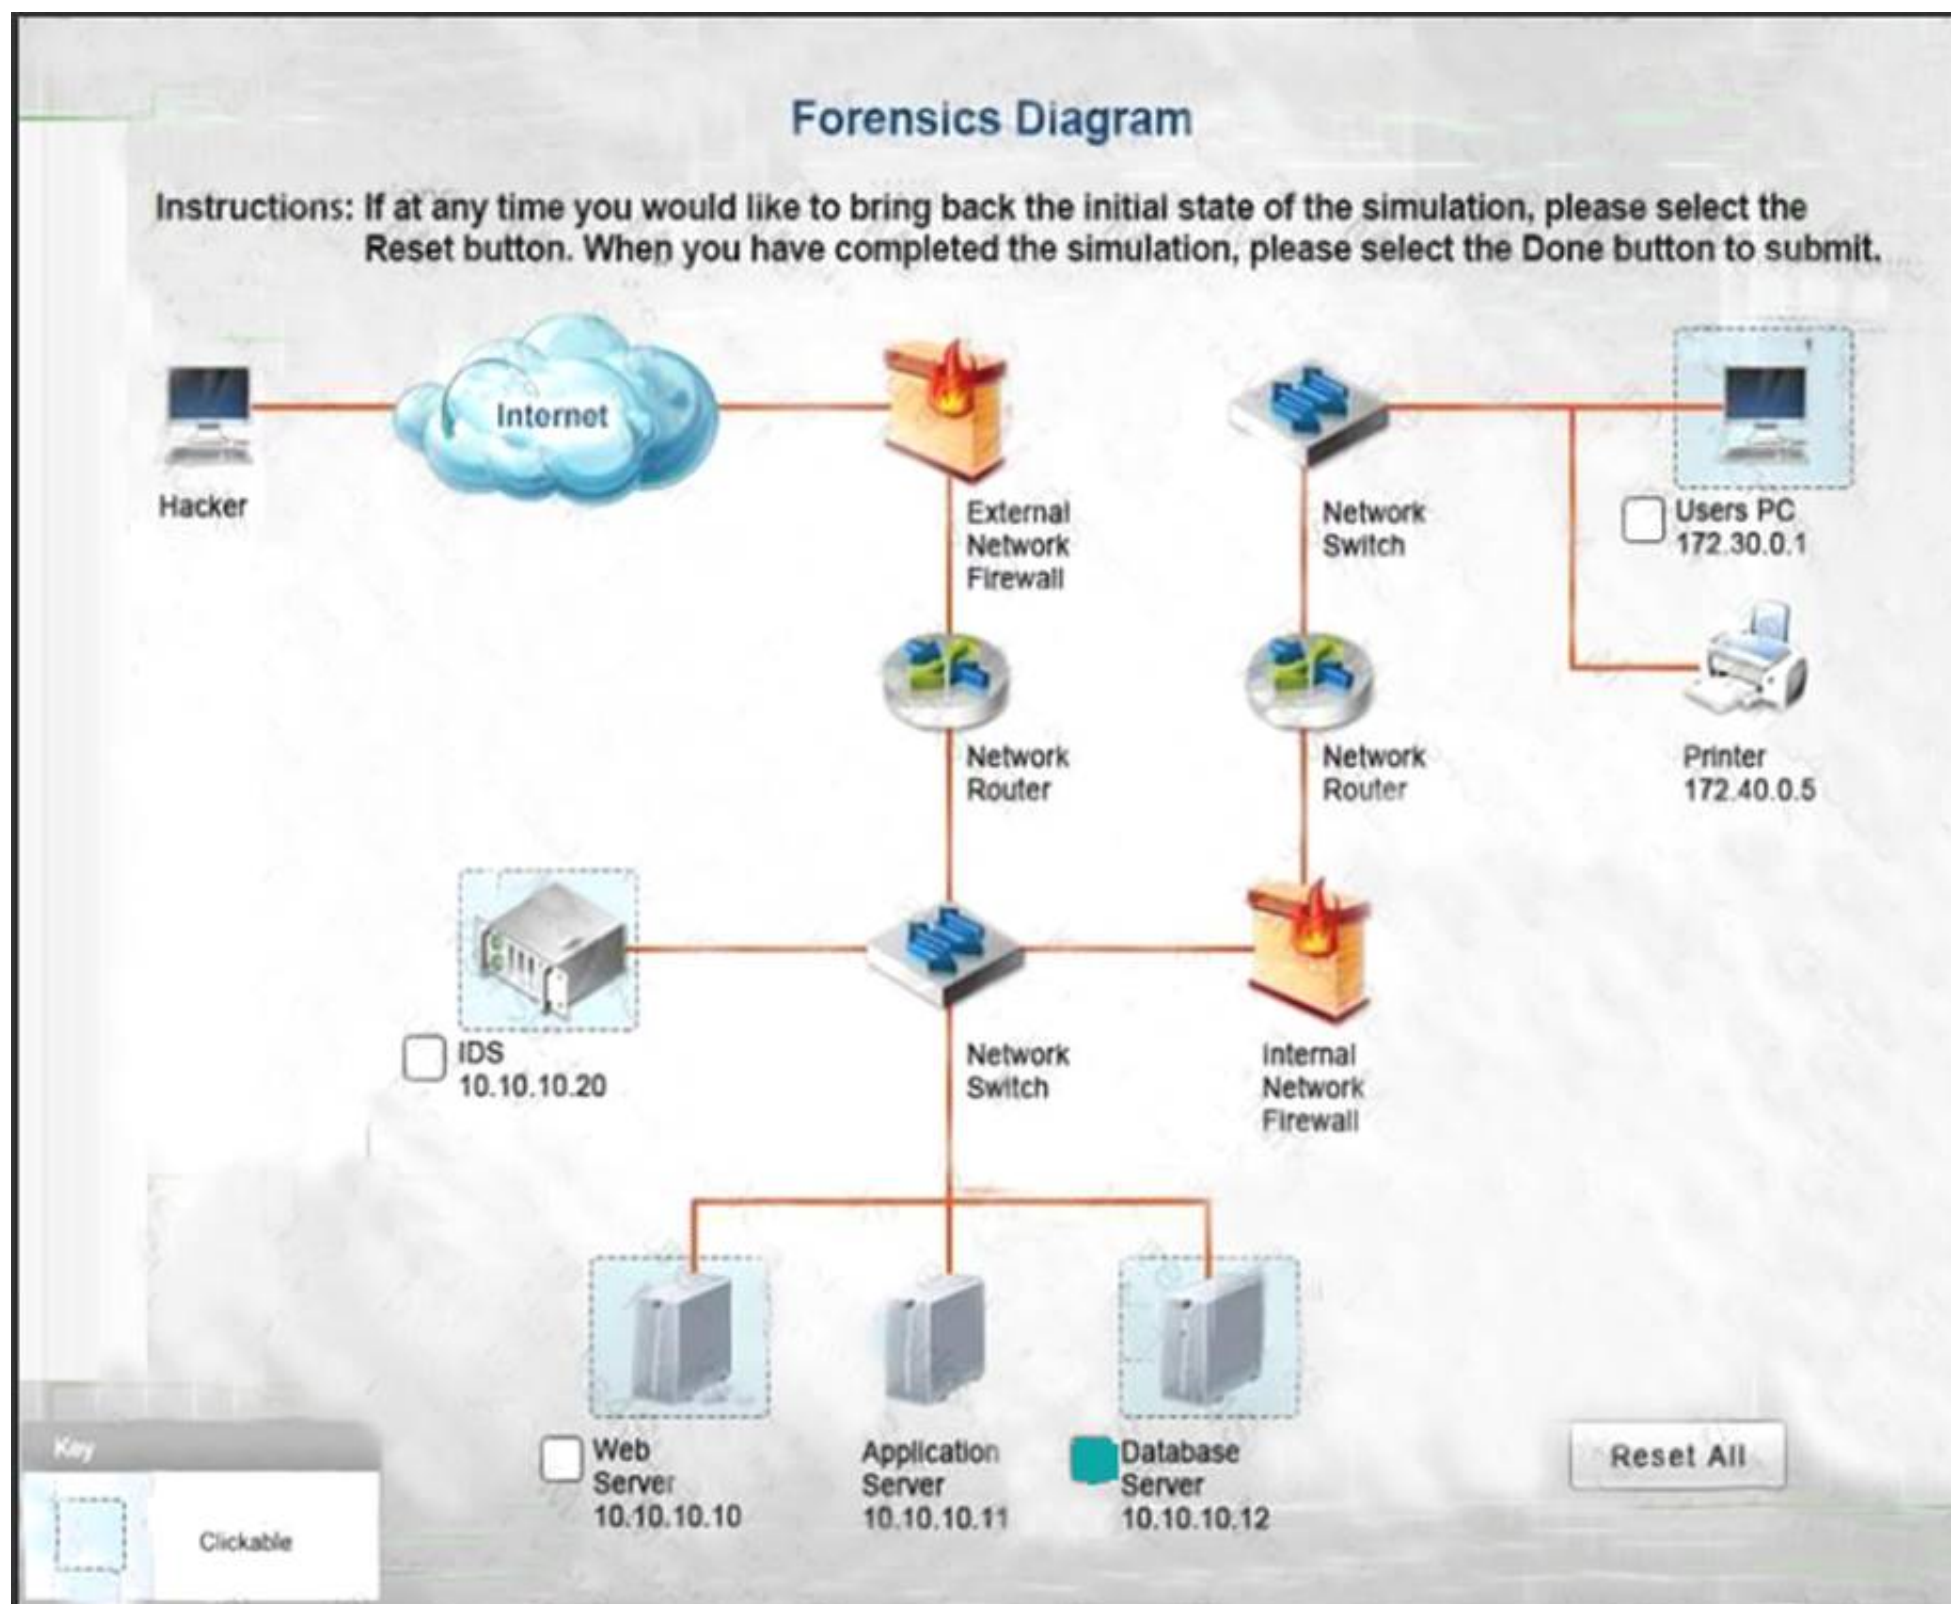 Forensics Diagram
Instructions: If at any time you would like to bring back the initial state of the simulation, please select the
Reset button. When you have completed the simulation, please select the Done button to submit.
Internet
Hacker
External
Network
Firewall
Network
Switch
Users PC
172.30.0.1
Network
Router
Network
Router
Printer
172.40.0.5
IDS
10.10.10.20
Network
Switch
Internal
Network
Firewall
Web
Server
10.10.10.10
Application
Server
10.10.10.11
Database
Server
10.10.10.12
Reset All
Key
Clickable